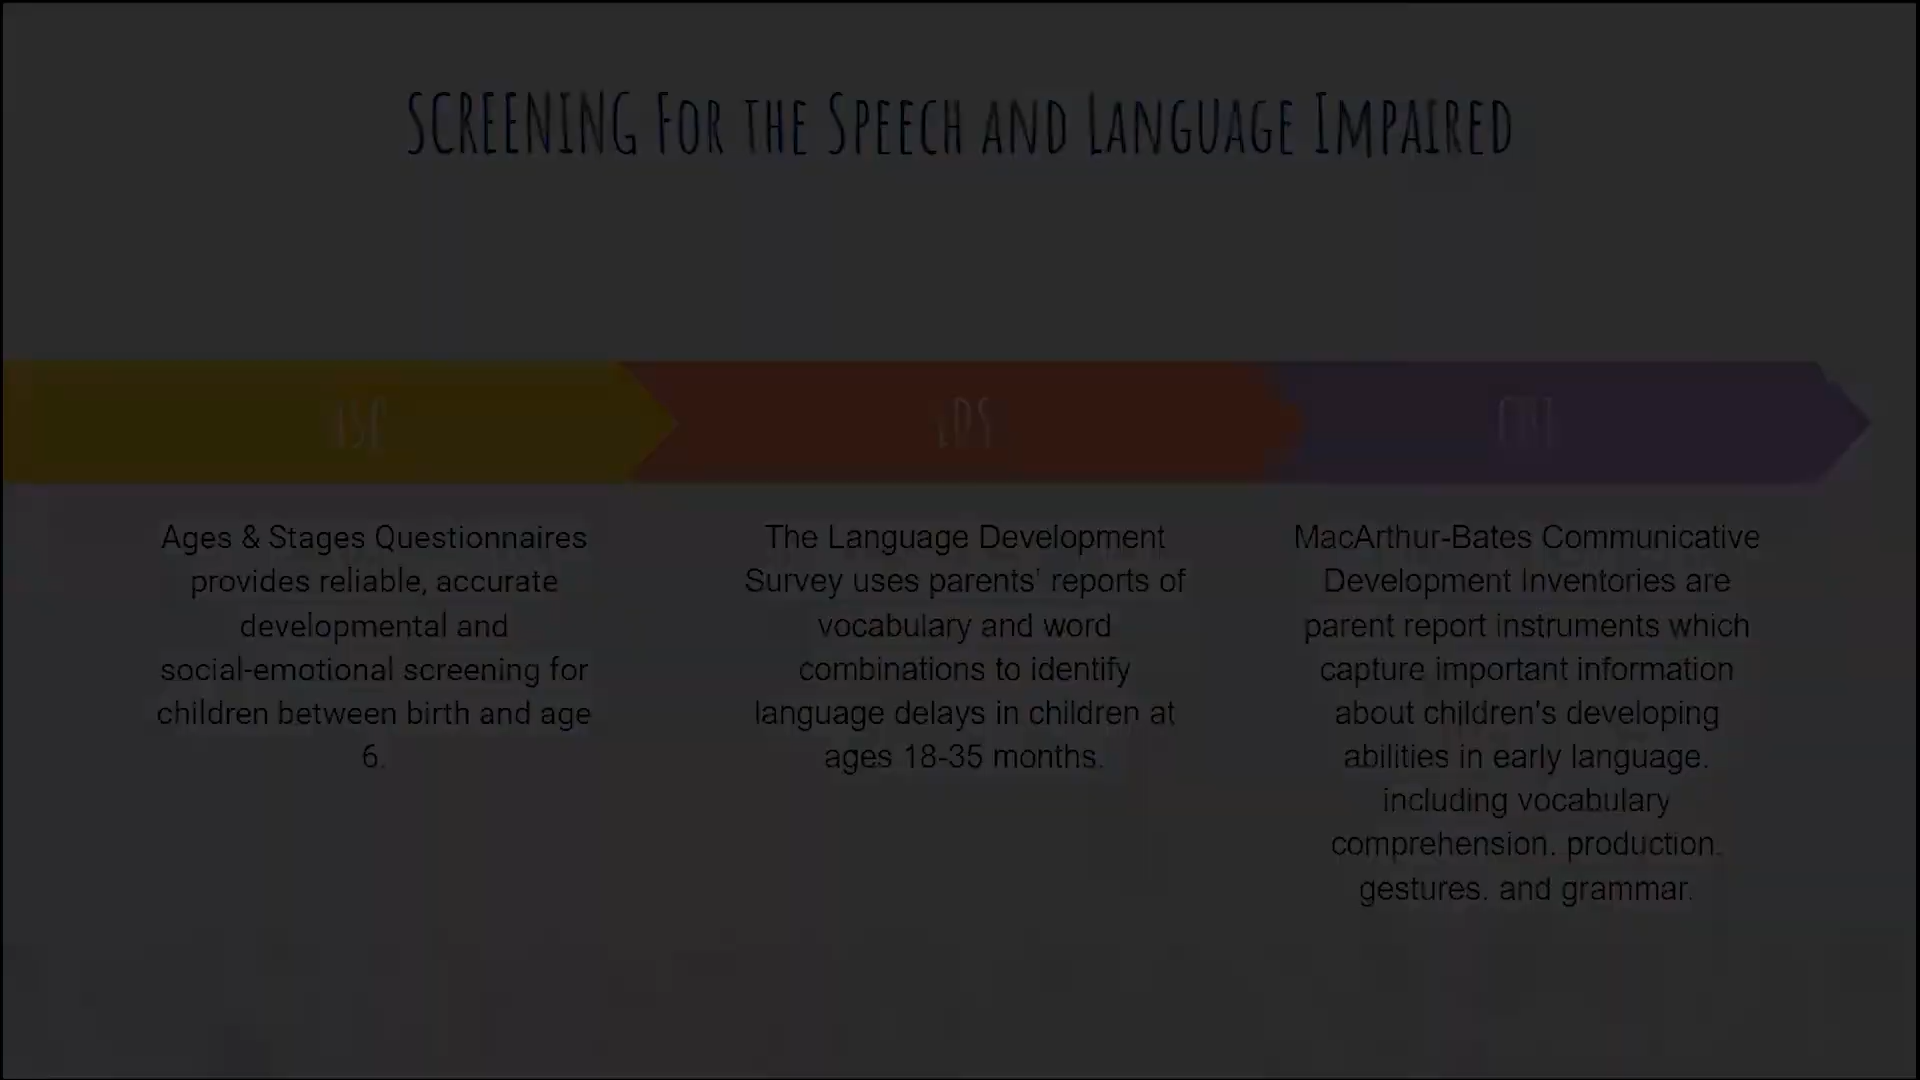 SCREENING FOR THE SPEECH AND LANGUAGE IMPAIRED
LDS
Ages & Stages Questionnaires
provides reliable, accurate
developmental and
social-emotional screening for
children between birth and age
6.
The Language Development
Survey uses parents' reports of
vocabulary and word
combinations to identify
language delays in children at
ages 18-35 months.
MacArthur-Bates Communicative
Development Inventories are
parent report instruments which
capture important information
about children's developing
abilities in early language.
including vocabulary
comprehension. production.
gestures. and grammar.